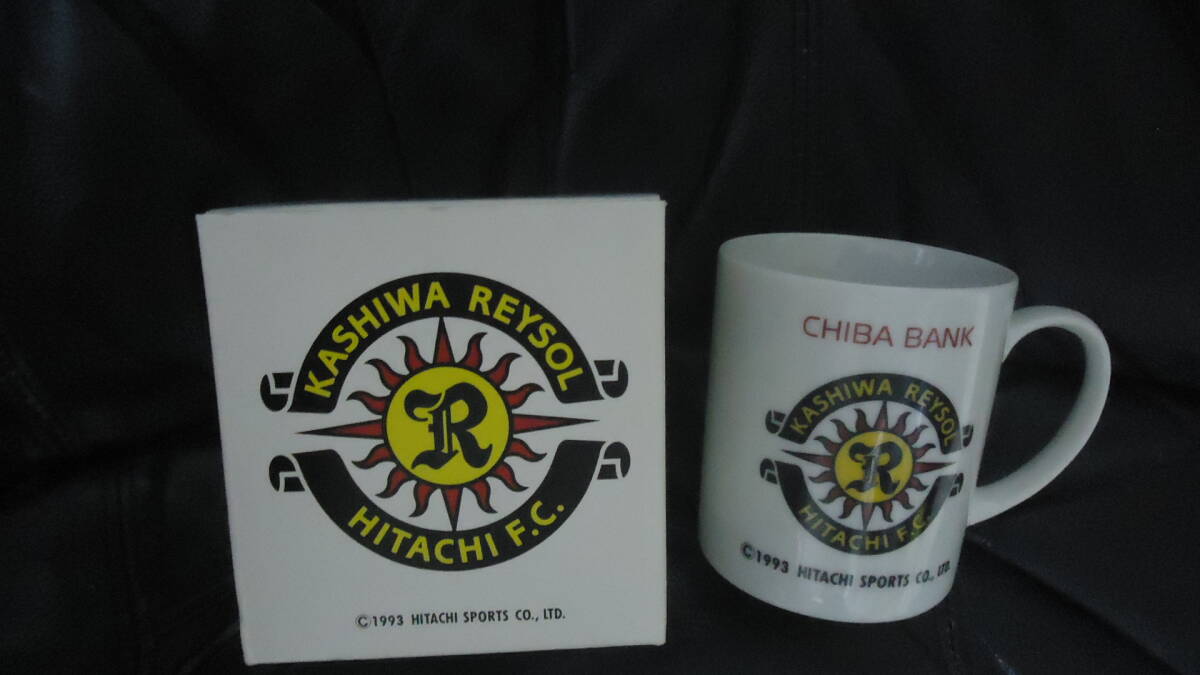 KASHIWA REYSOL
R
HITACHI F.C.
©1993 HITACHI SPORTS CO., LTD.
CHIBA BANK
KASHIWA REYSOL
R
HITACHI F.C.
©1993 HITACHI SPORTS CO., LTD.